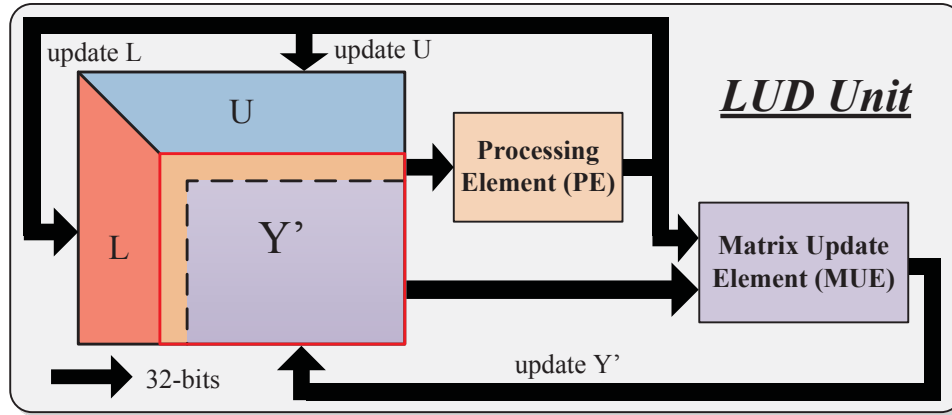 update L
update U
LUD Unit
U
Processing
Element (PE)
L
Y’
Matrix Update
Element (MUE)
update Y’
32-bits